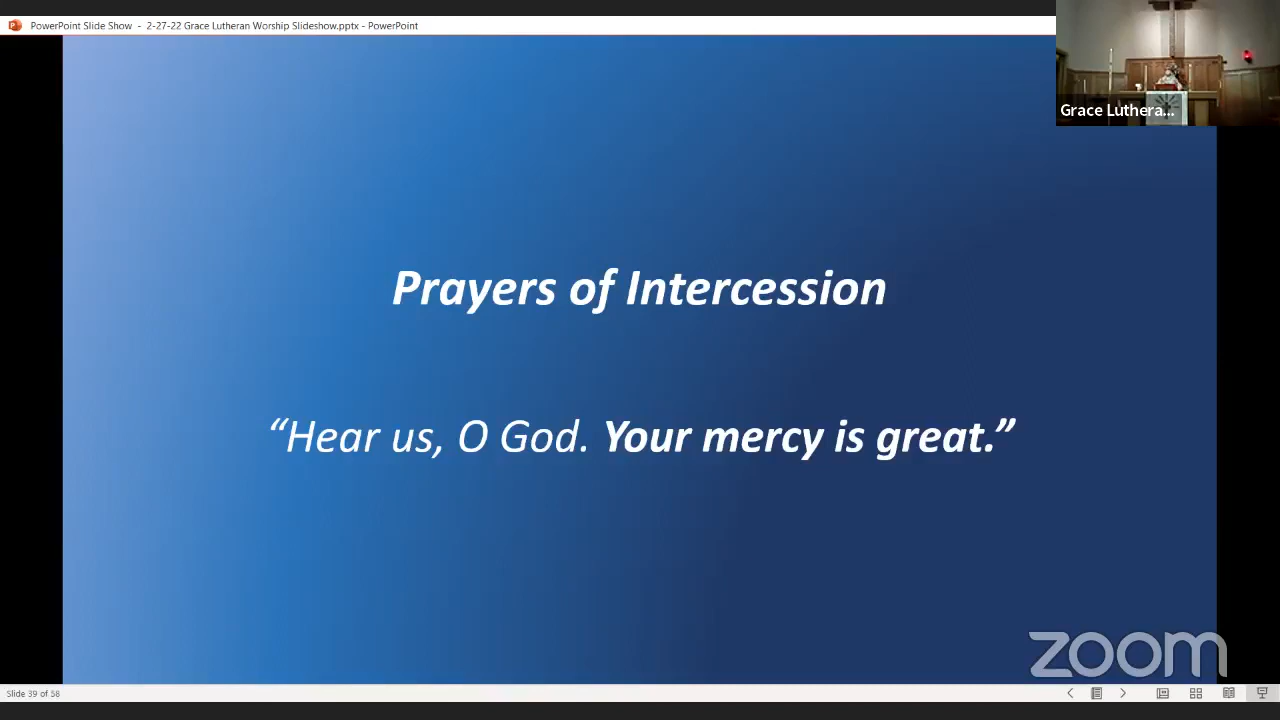 PowerPoint Slide Show - 2-27-22 Grace Lutheran Worship Slideshow.pptx - PowerPoint
Grace Luthera...
Prayers of Intercession
“Hear us, O God. Your mercy is great.”
zoom
Slide 39 of 58